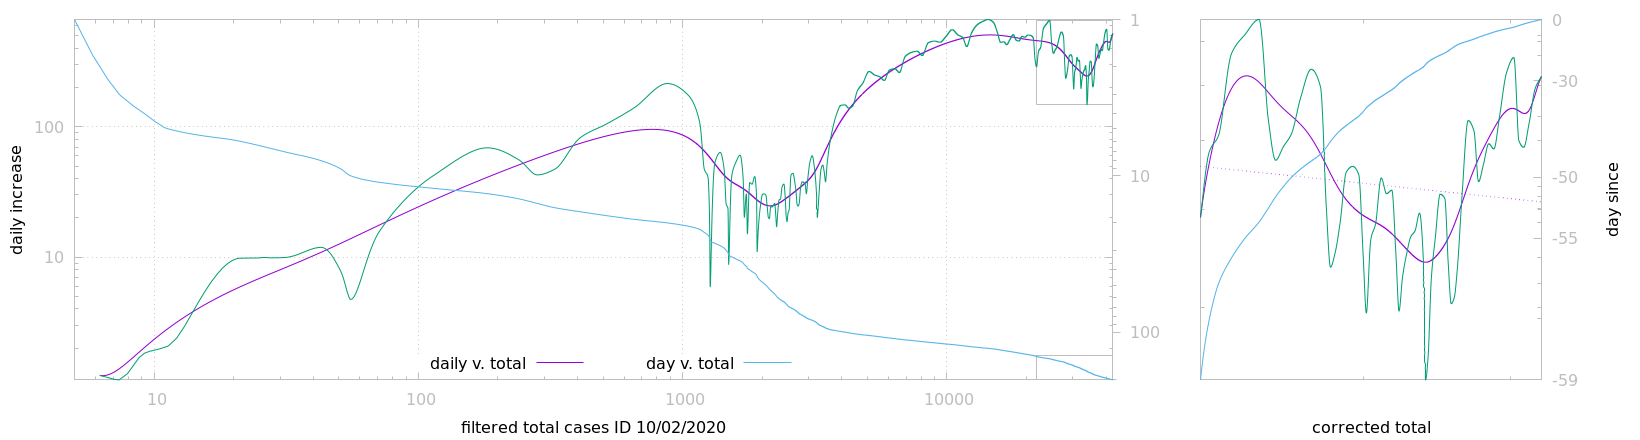 daily increase
100
10
10
100
1000
10000
filtered total cases ID 10/02/2020
daily v. total
day v. total
1
10
100
0
-30
-50
-55
-59
day since
corrected total